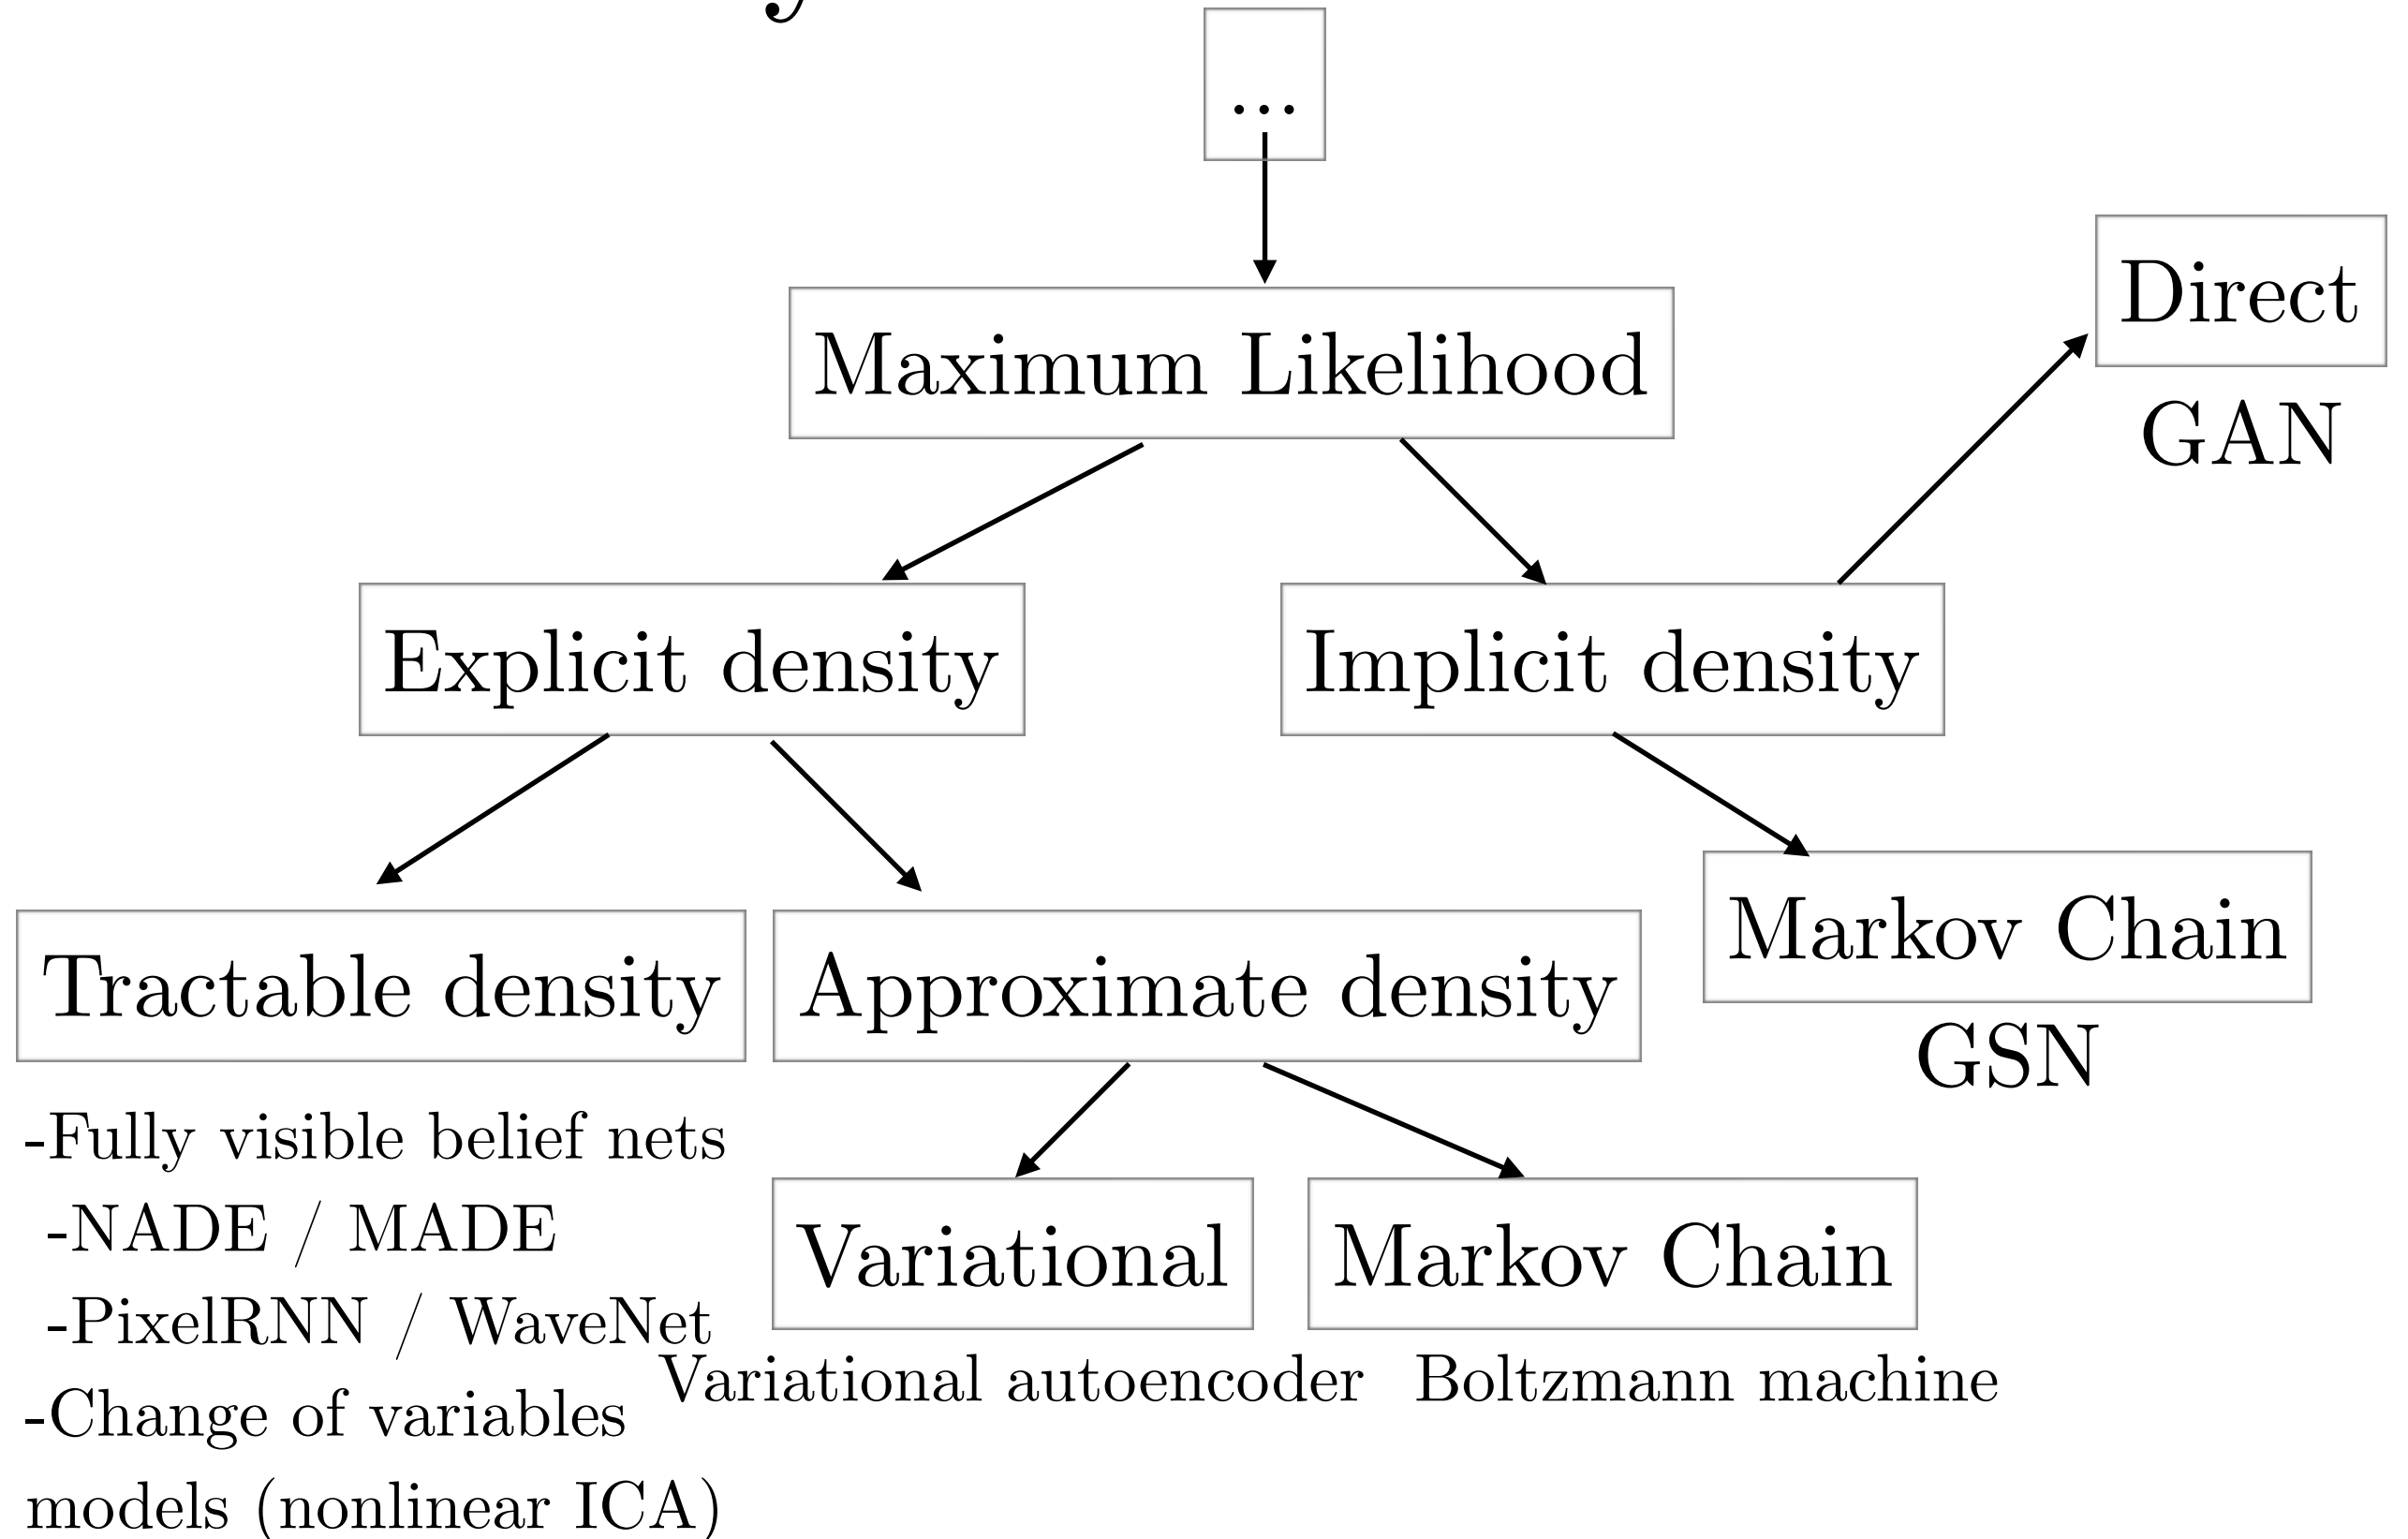 ...
Direct
Maximum Likelihood
GAN
Explicit density
Implicit density
Markov Chain
Tractable density
Approximate density
GSN
-Fully visible belief nets
-NADE / MADE
-PixelRNN / WaveNet
-Change of variables
models (nonlinear ICA)
Variational
Markov Chain
Variational autoencoder
Boltzmann machine